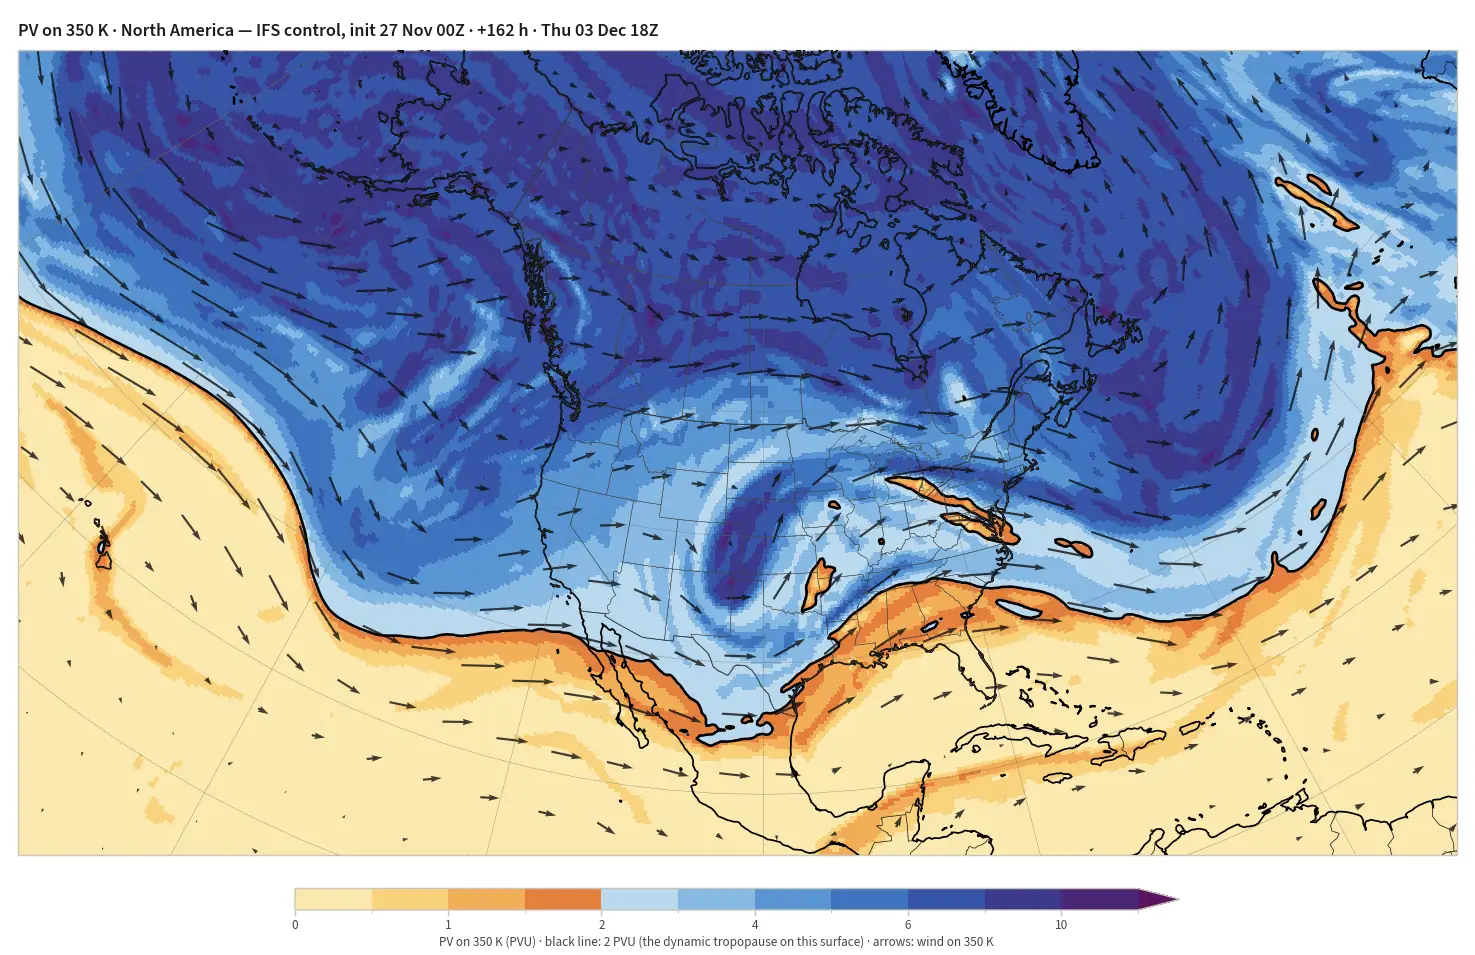 PV on 350 K · North America — IFS control, init 27 Nov 00Z · +162 h · Thu 03 Dec 18Z
0 1 2 4 6 10
PV on 350 K (PVU) · black line: 2 PVU (the dynamic tropopause on this surface) · arrows: wind on 350 K